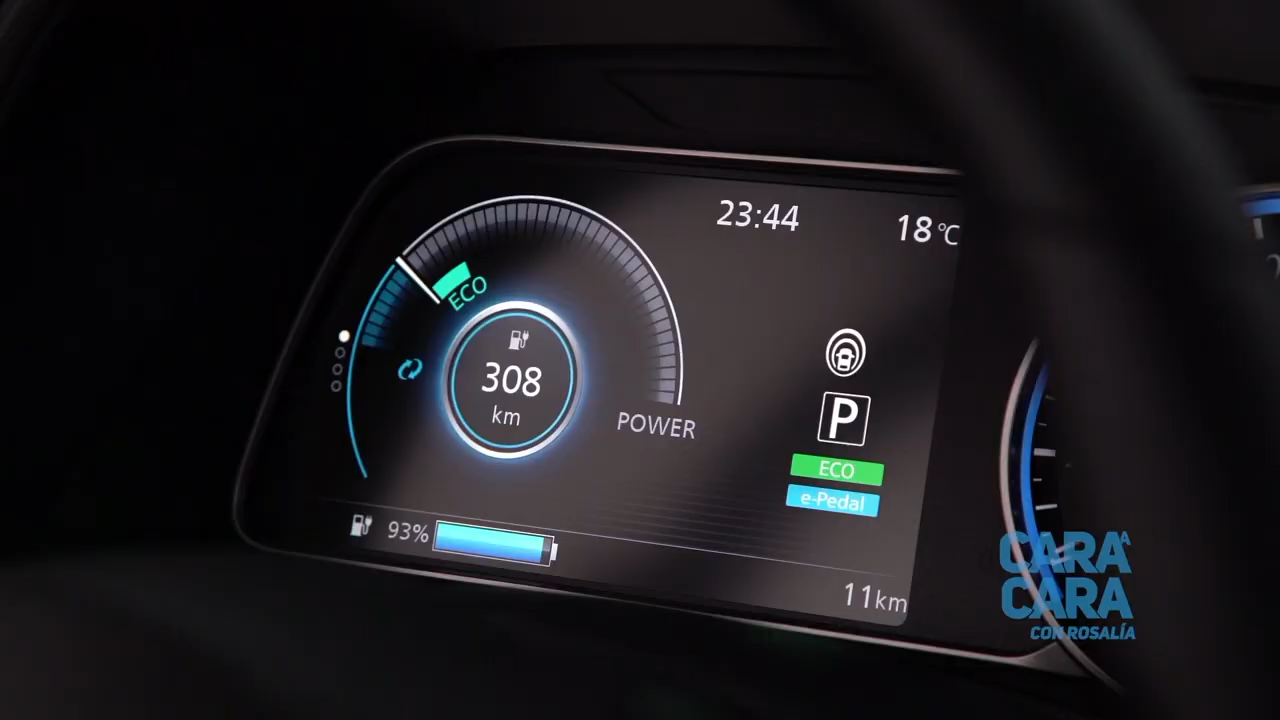 23:44
18°C
ECO
308
km
POWER
P
ECO
e-Pedal
93%
11km
CARA A
CARA
CON ROSALÍA